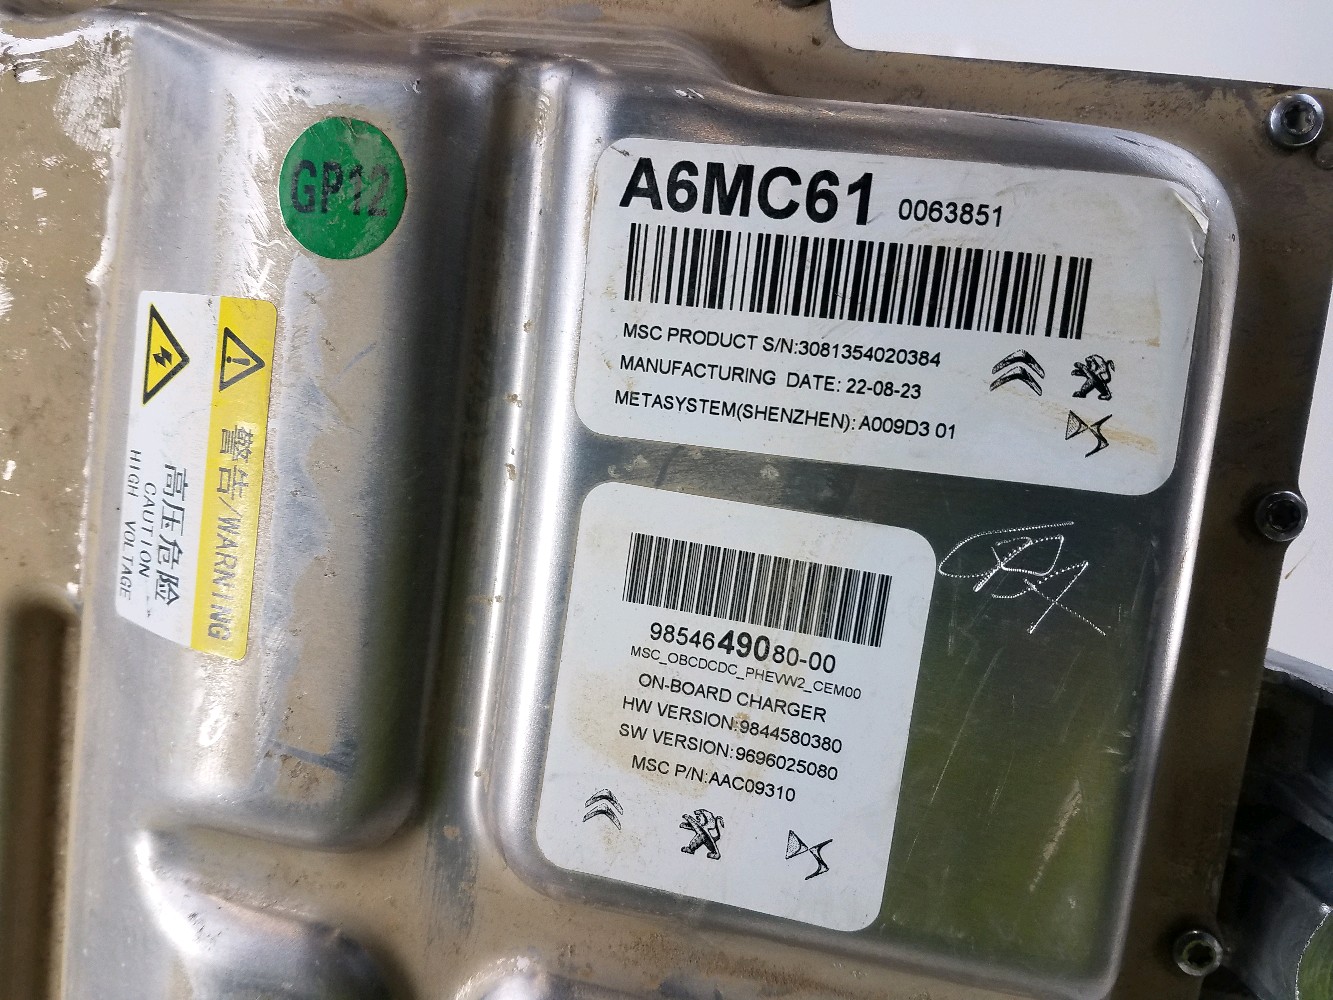 GP12
A6MC61 0063851
MSC PRODUCT S/N:3081354020384
MANUFACTURING DATE: 22-08-23
METASYSTEM(SHENZHEN): A009D3 01
警告/WARNING
高压危险
CAUTION
HIGH VOLTAGE
9854649080-00
MSC_OBCDCDC_PHEVW2_CEM00
ON-BOARD CHARGER
HW VERSION:9844580380
SW VERSION:9696025080
MSC P/N:AAC09310